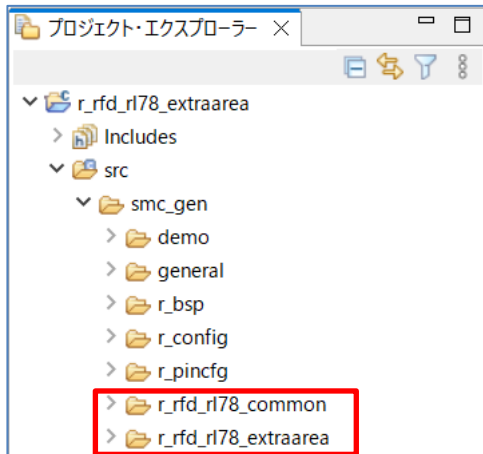 プロジェクト・エクスプローラー
r_rfd_rl78_extraarea
Includes
src
smc_gen
demo
general
r_bsp
r_config
r_pincfg
r_rfd_rl78_common
r_rfd_rl78_extraarea